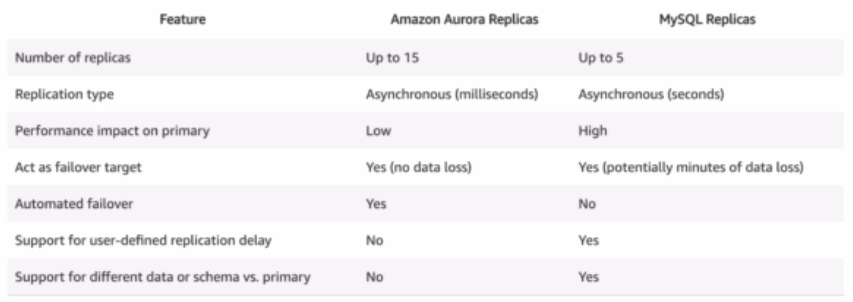 Feature Amazon Aurora Replicas MySQL Replicas
Number of replicas Up to 15 Up to 5
Replication type Asynchronous (milliseconds) Asynchronous (seconds)
Performance impact on primary Low High
Act as failover target Yes (no data loss) Yes (potentially minutes of data loss)
Automated failover Yes No
Support for user-defined replication delay No Yes
Support for different data or schema vs. primary No Yes